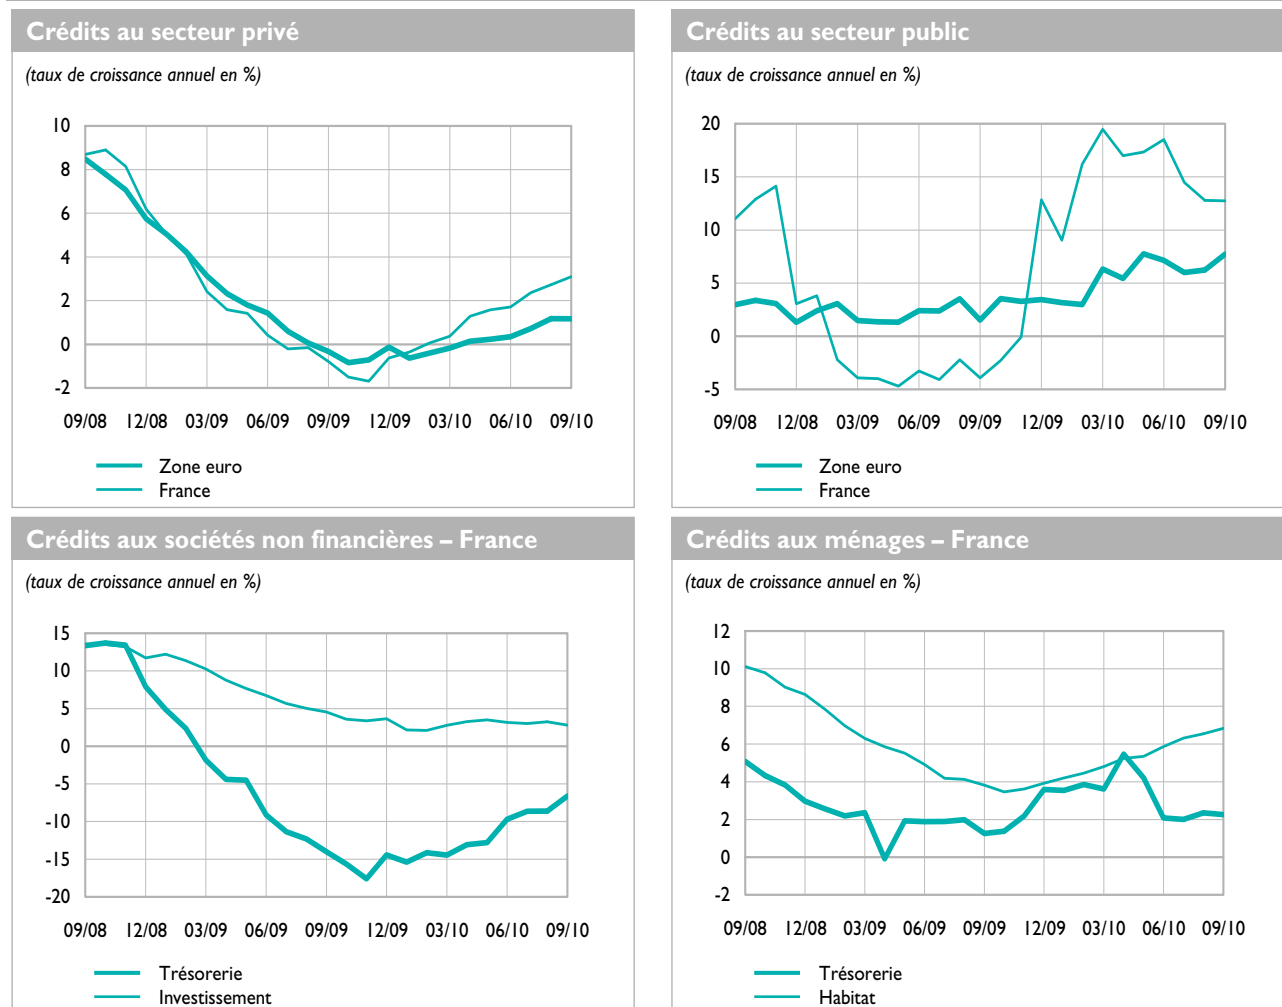 Crédits au secteur privé
(taux de croissance annuel en %)
10
8
6
4
2
0
-2
09/08 12/08 03/09 06/09 09/09 12/09 03/10 06/10 09/10
Zone euro
France
Crédits au secteur public
(taux de croissance annuel en %)
20
15
10
5
0
-5
09/08 12/08 03/09 06/09 09/09 12/09 03/10 06/10 09/10
Zone euro
France
Crédits aux sociétés non financières – France
(taux de croissance annuel en %)
15
10
5
0
-5
-10
-15
-20
09/08 12/08 03/09 06/09 09/09 12/09 03/10 06/10 09/10
Trésorerie
Investissement
Crédits aux ménages – France
(taux de croissance annuel en %)
12
10
8
6
4
2
0
-2
09/08 12/08 03/09 06/09 09/09 12/09 03/10 06/10 09/10
Trésorerie
Habitat